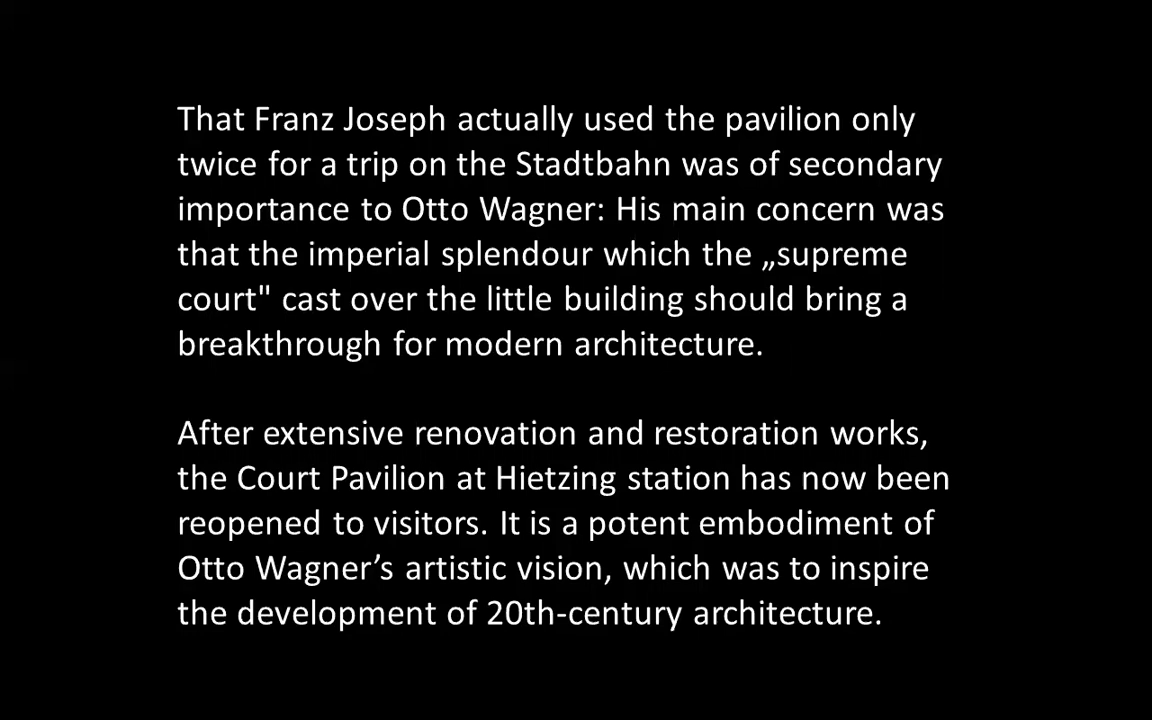 That Franz Joseph actually used the pavilion only
twice for a trip on the Stadtbahn was of secondary
importance to Otto Wagner: His main concern was
that the imperial splendour which the „supreme
court" cast over the little building should bring a
breakthrough for modern architecture.
After extensive renovation and restoration works,
the Court Pavilion at Hietzing station has now been
reopened to visitors. It is a potent embodiment of
Otto Wagner’s artistic vision, which was to inspire
the development of 20th-century architecture.